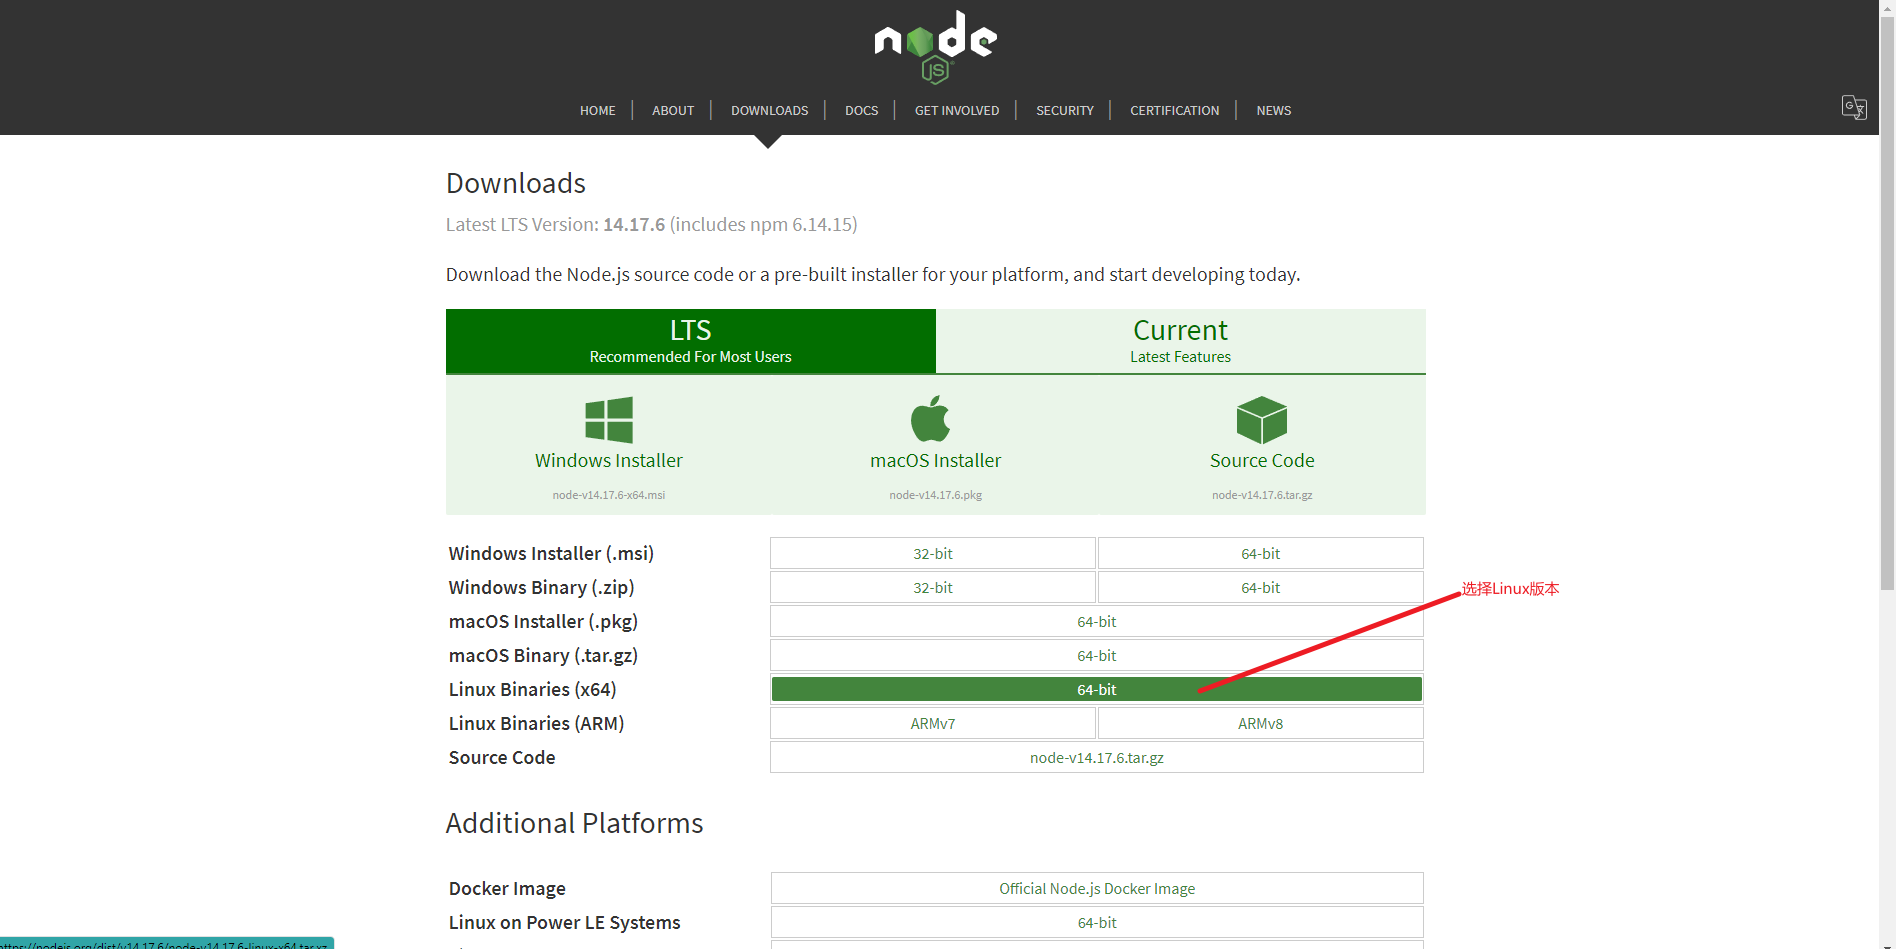 node
JS
HOME ABOUT DOWNLOADS DOCS GET INVOLVED SECURITY CERTIFICATION NEWS
Downloads
Latest LTS Version: 14.17.6 (includes npm 6.14.15)
Download the Node.js source code or a pre-built installer for your platform, and start developing today.
LTS
Recommended For Most Users
Current
Latest Features
Windows Installer
node-v14.17.6-x64.msi
macOS Installer
node-v14.17.6.pkg
Source Code
node-v14.17.6.tar.gz
Windows Installer (.msi) 32-bit 64-bit
Windows Binary (.zip) 32-bit 64-bit
选择Linux版本
macOS Installer (.pkg) 64-bit
macOS Binary (.tar.gz) 64-bit
Linux Binaries (x64) 64-bit
Linux Binaries (ARM) ARMv7 ARMv8
Source Code node-v14.17.6.tar.gz
Additional Platforms
Docker Image Official Node.js Docker Image
Linux on Power LE Systems 64-bit
https://nodejs.org/dist/v14.17.6/node-v14.17.6-linux-x64.tar.xz